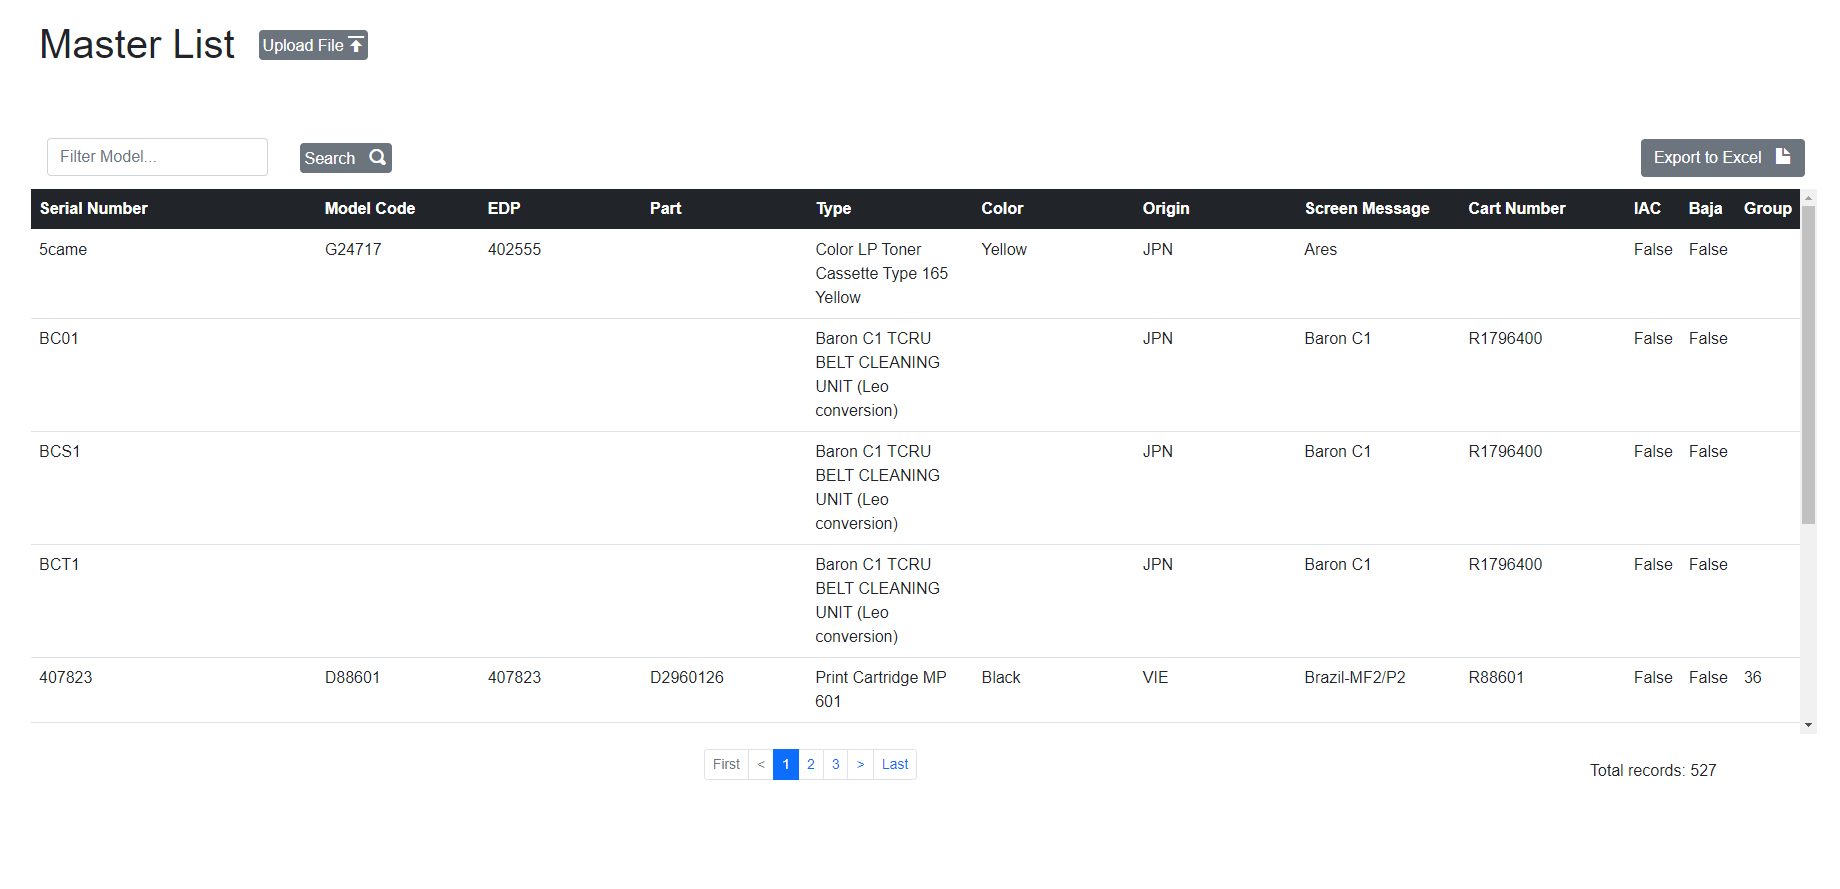 Master List Upload File
Filter Model... Search Export to Excel
Serial Number Model Code EDP Part Type Color Origin Screen Message Cart Number IAC Baja Group
5came G24717 402555 Color LP Toner Yellow JPN Ares False False
Cassette Type 165
Yellow
BC01 Baron C1 TCRU JPN Baron C1 R1796400 False False
BELT CLEANING
UNIT (Leo
conversion)
BCS1 Baron C1 TCRU JPN Baron C1 R1796400 False False
BELT CLEANING
UNIT (Leo
conversion)
BCT1 Baron C1 TCRU JPN Baron C1 R1796400 False False
BELT CLEANING
UNIT (Leo
conversion)
407823 D88601 407823 D2960126 Print Cartridge MP Black VIE Brazil-MF2/P2 R88601 False False 36
601
First < 1 2 3 > Last
Total records: 527